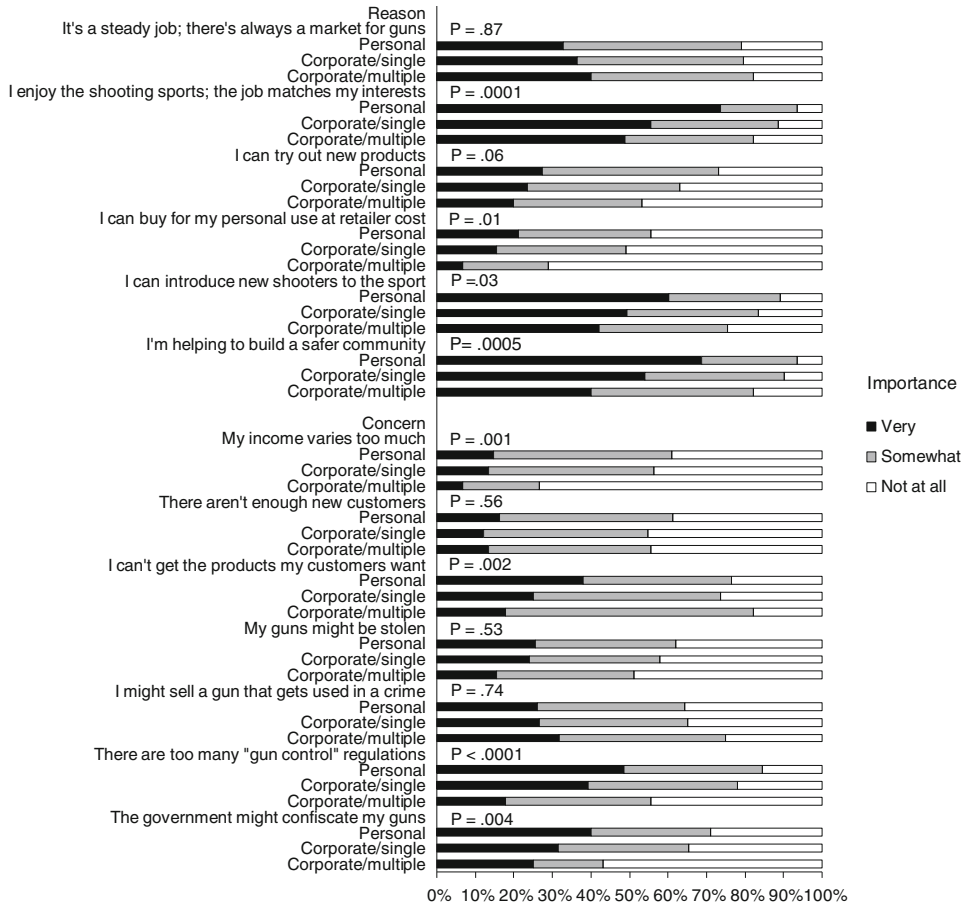 Reason
It's a steady job; there's always a market for guns P = .87
Personal
Corporate/single
Corporate/multiple
I enjoy the shooting sports; the job matches my interests P = .0001
Personal
Corporate/single
Corporate/multiple
I can try out new products P = .06
Personal
Corporate/single
Corporate/multiple
I can buy for my personal use at retailer cost P = .01
Personal
Corporate/single
Corporate/multiple
I can introduce new shooters to the sport P =.03
Personal
Corporate/single
Corporate/multiple
I'm helping to build a safer community P= .0005
Personal
Corporate/single
Corporate/multiple
Concern
My income varies too much P = .001
Personal
Corporate/single
Corporate/multiple
There aren't enough new customers P = .56
Personal
Corporate/single
Corporate/multiple
I can't get the products my customers want P = .002
Personal
Corporate/single
Corporate/multiple
My guns might be stolen P = .53
Personal
Corporate/single
Corporate/multiple
I might sell a gun that gets used in a crime P = .74
Personal
Corporate/single
Corporate/multiple
There are too many "gun control" regulations P < .0001
Personal
Corporate/single
Corporate/multiple
The government might confiscate my guns P = .004
Personal
Corporate/single
Corporate/multiple
0% 10% 20% 30% 40% 50% 60% 70% 80% 90% 100%
Importance
Very
Somewhat
Not at all